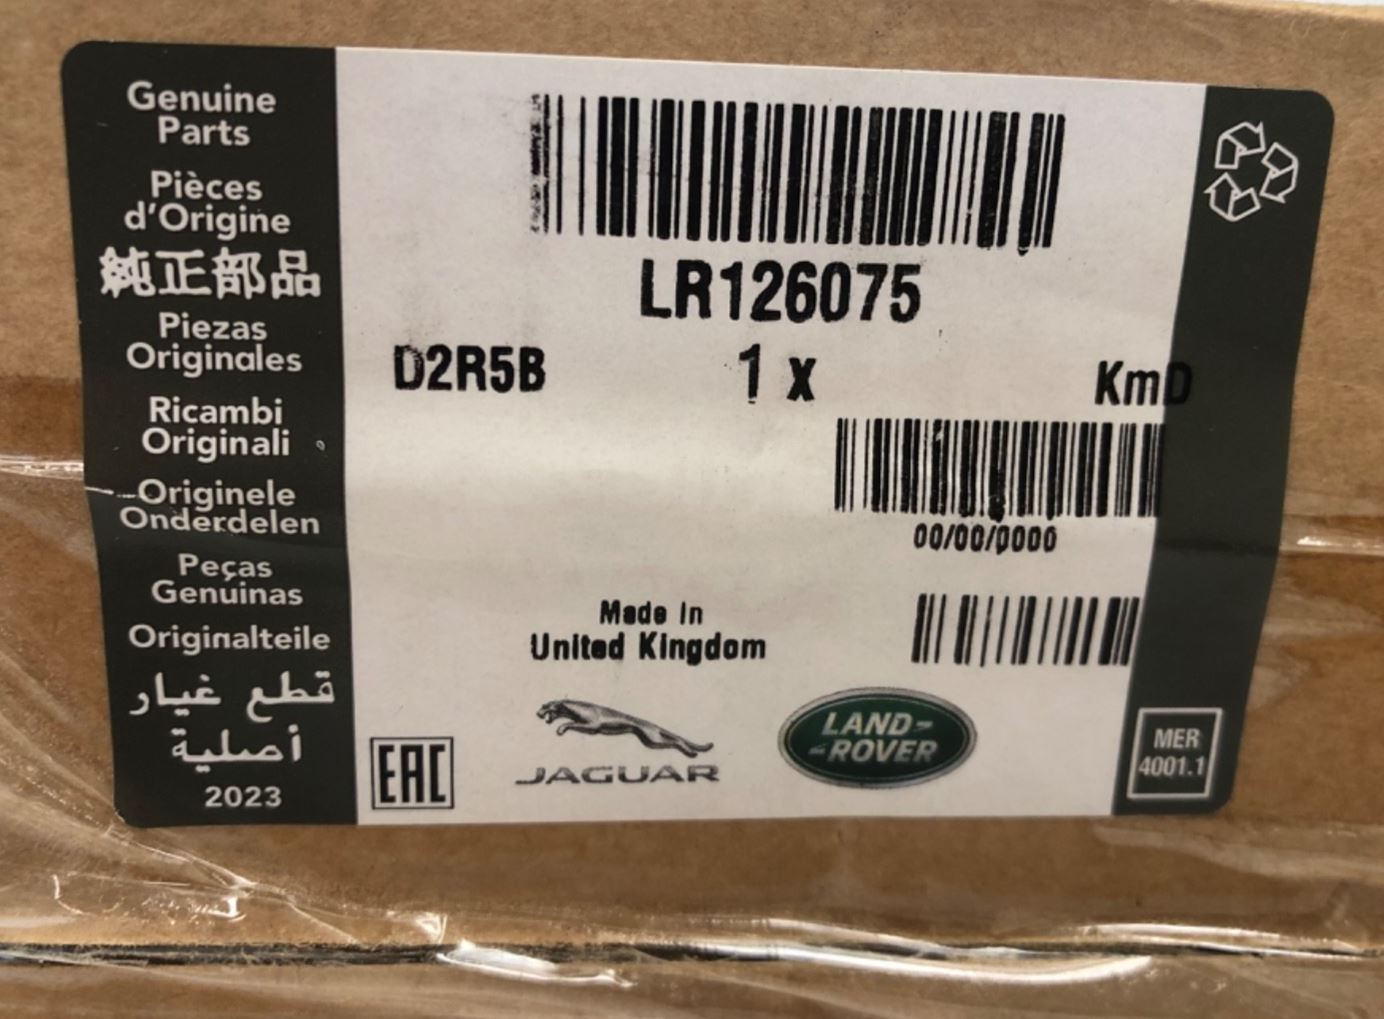 Genuine
Parts
Pièces
d'Origine
純正部品
Piezas
Originales
Ricambi
Originali
Originele
Onderdelen
Peças
Genuinas
Originalteile
قطع غيار
أصلية
2023
LR126075
D2R5B 1 x KmD
00/00/0000
Made In
United Kingdom
EAC
JAGUAR
LAND-
-ROVER
MER
4001.1